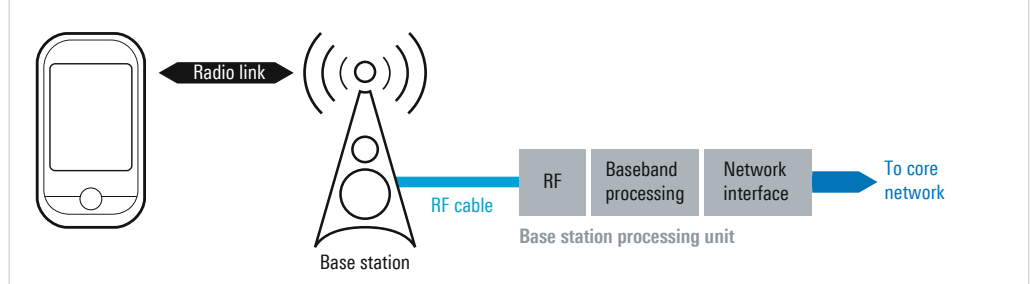 Radio link
Base station
RF cable
RF
Baseband
processing
Network
interface
Base station processing unit
To core
network